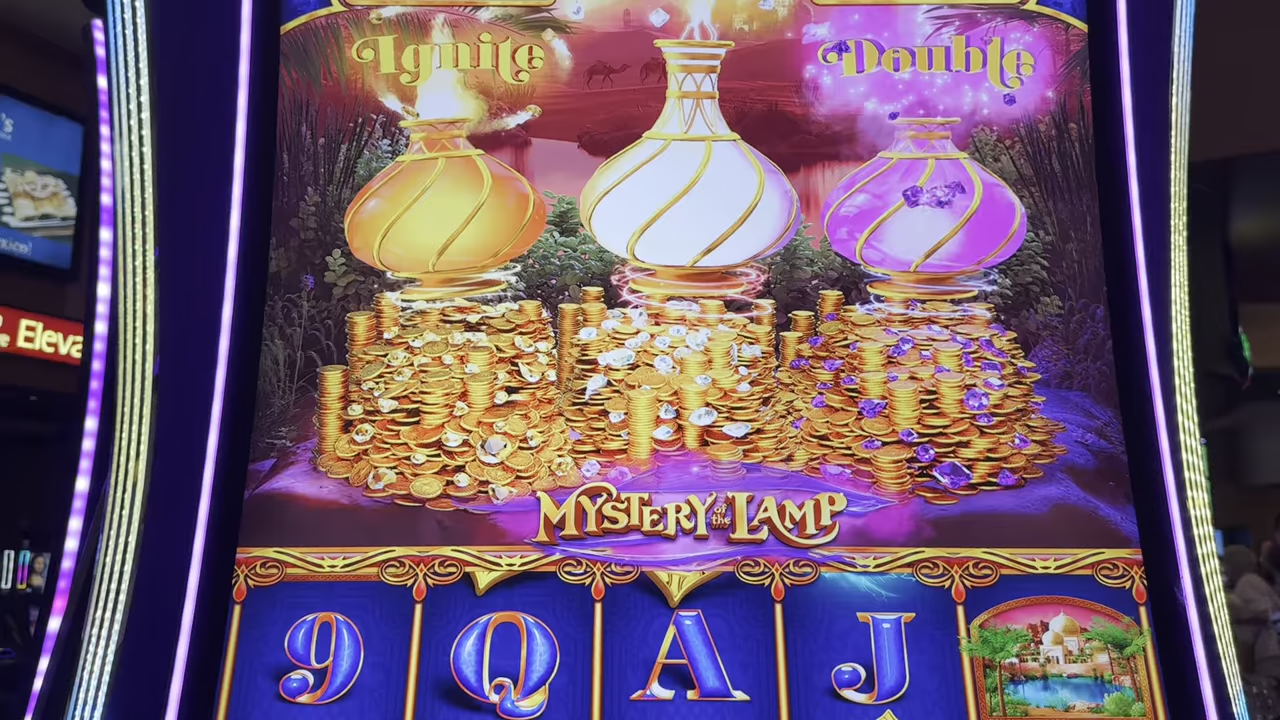 Ignite
Double
Eleva
MYSTERY of the LAMP
9 Q A J